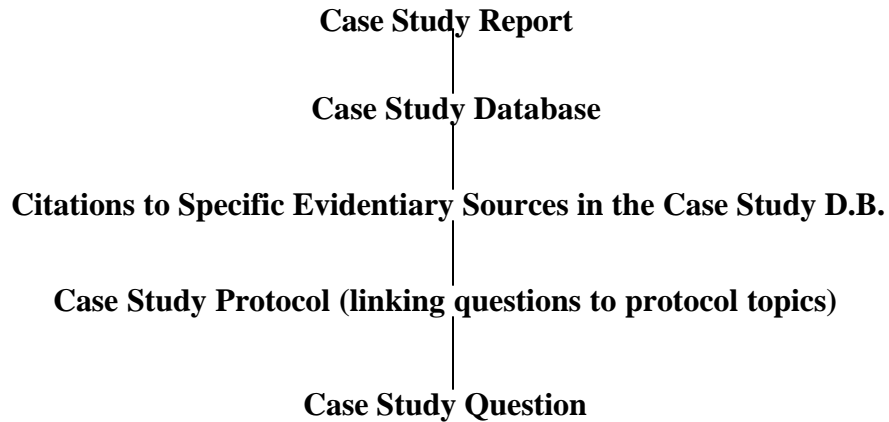 Case Study Report
Case Study Database
Citations to Specific Evidentiary Sources in the Case Study D.B.
Case Study Protocol (linking questions to protocol topics)
Case Study Question